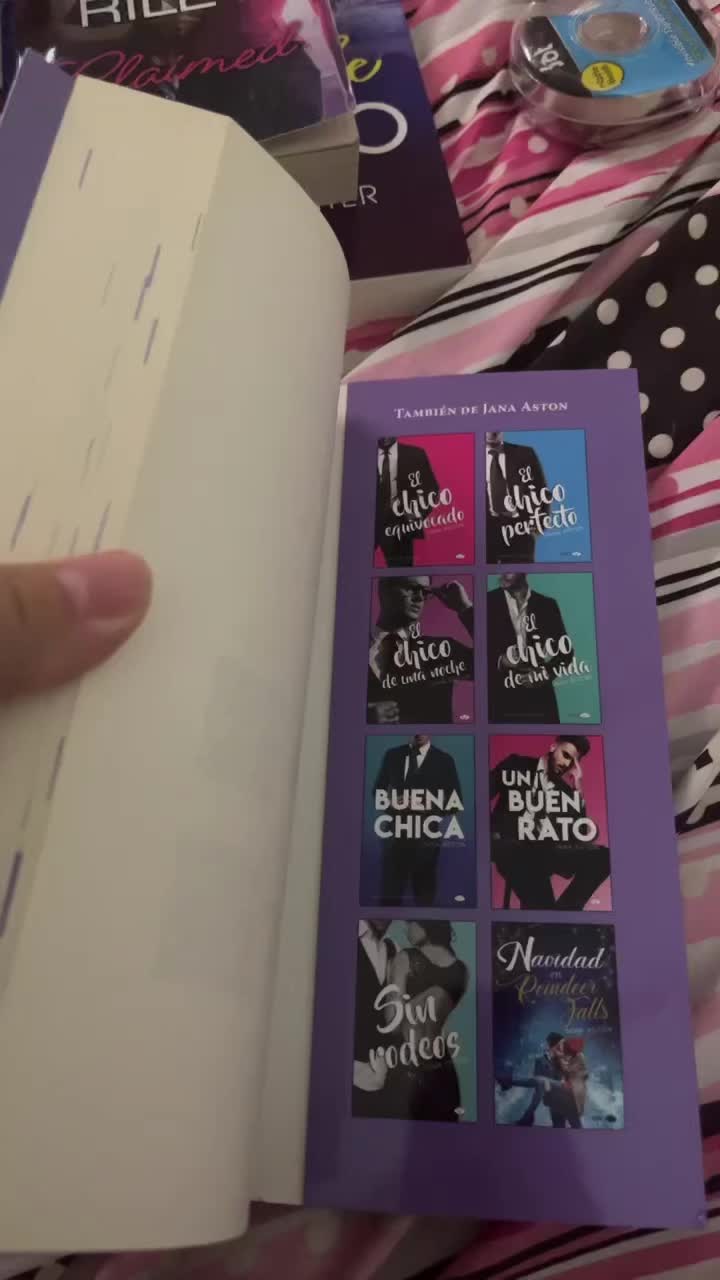 Claimed
TAMBIÉN DE JANA ASTON
El
chico
equivocado
El
chico
perfecto
El
chico
de una noche
El
chico
de mi vida
BUENA
CHICA
UN
BUEN
RATO
Sin
rodeos
Navidad
en
Reindeer
Falls